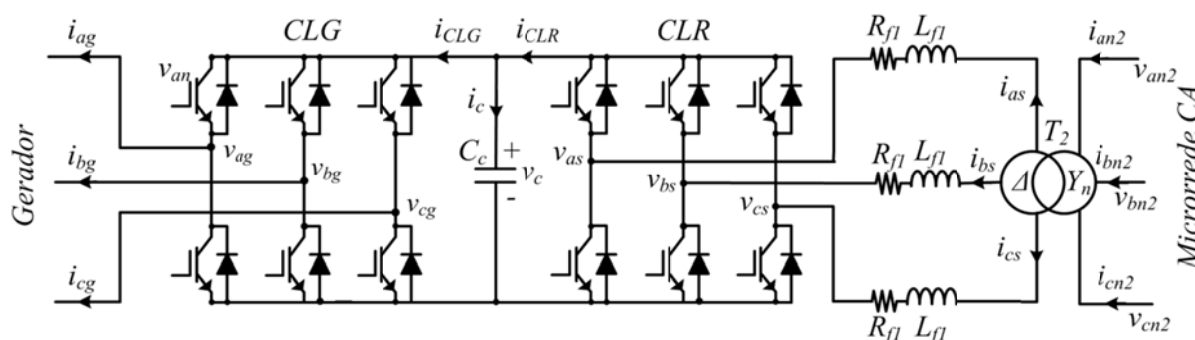 i_ag
CLG
i_CLG
i_CLR
CLR
R_f1 L_f1
i_an2
v_an
v_an2
i_as
i_c
T_2
Gerador
i_bg
v_ag
v_bg
C_c + v_c -
v_as
R_f1 L_f1
i_bs
Δ Y_n
i_bn2
v_bn2
Microrrede CA
v_bs
v_cg
v_cs
i_cs
i_cg
R_f1 L_f1
i_cn2
v_cn2